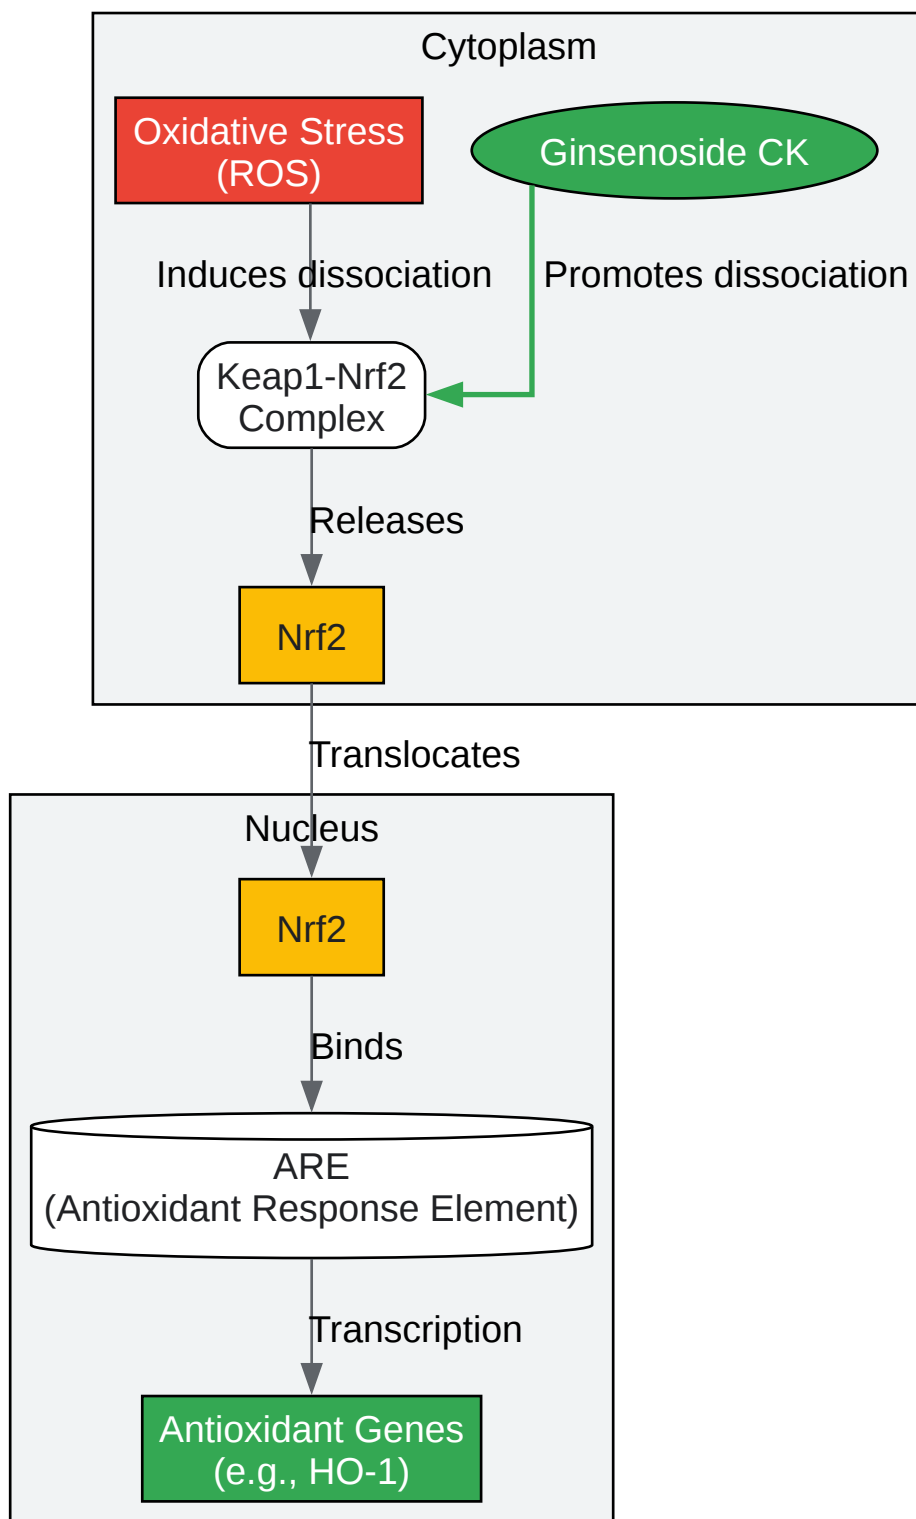 Cytoplasm
Oxidative Stress
(ROS)
Ginsenoside CK
Induces dissociation
Promotes dissociation
Keap1-Nrf2
Complex
Releases
Nrf2
Translocates
Nucleus
Nrf2
Binds
ARE
(Antioxidant Response Element)
Transcription
Antioxidant Genes
(e.g., HO-1)